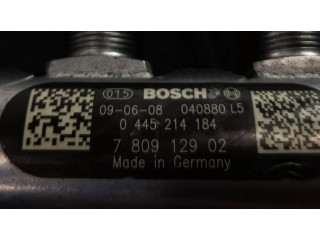 015 BOSCH
09-06-08 040880 L5
0 445 214 184
7 809 129 02
Made in Germany